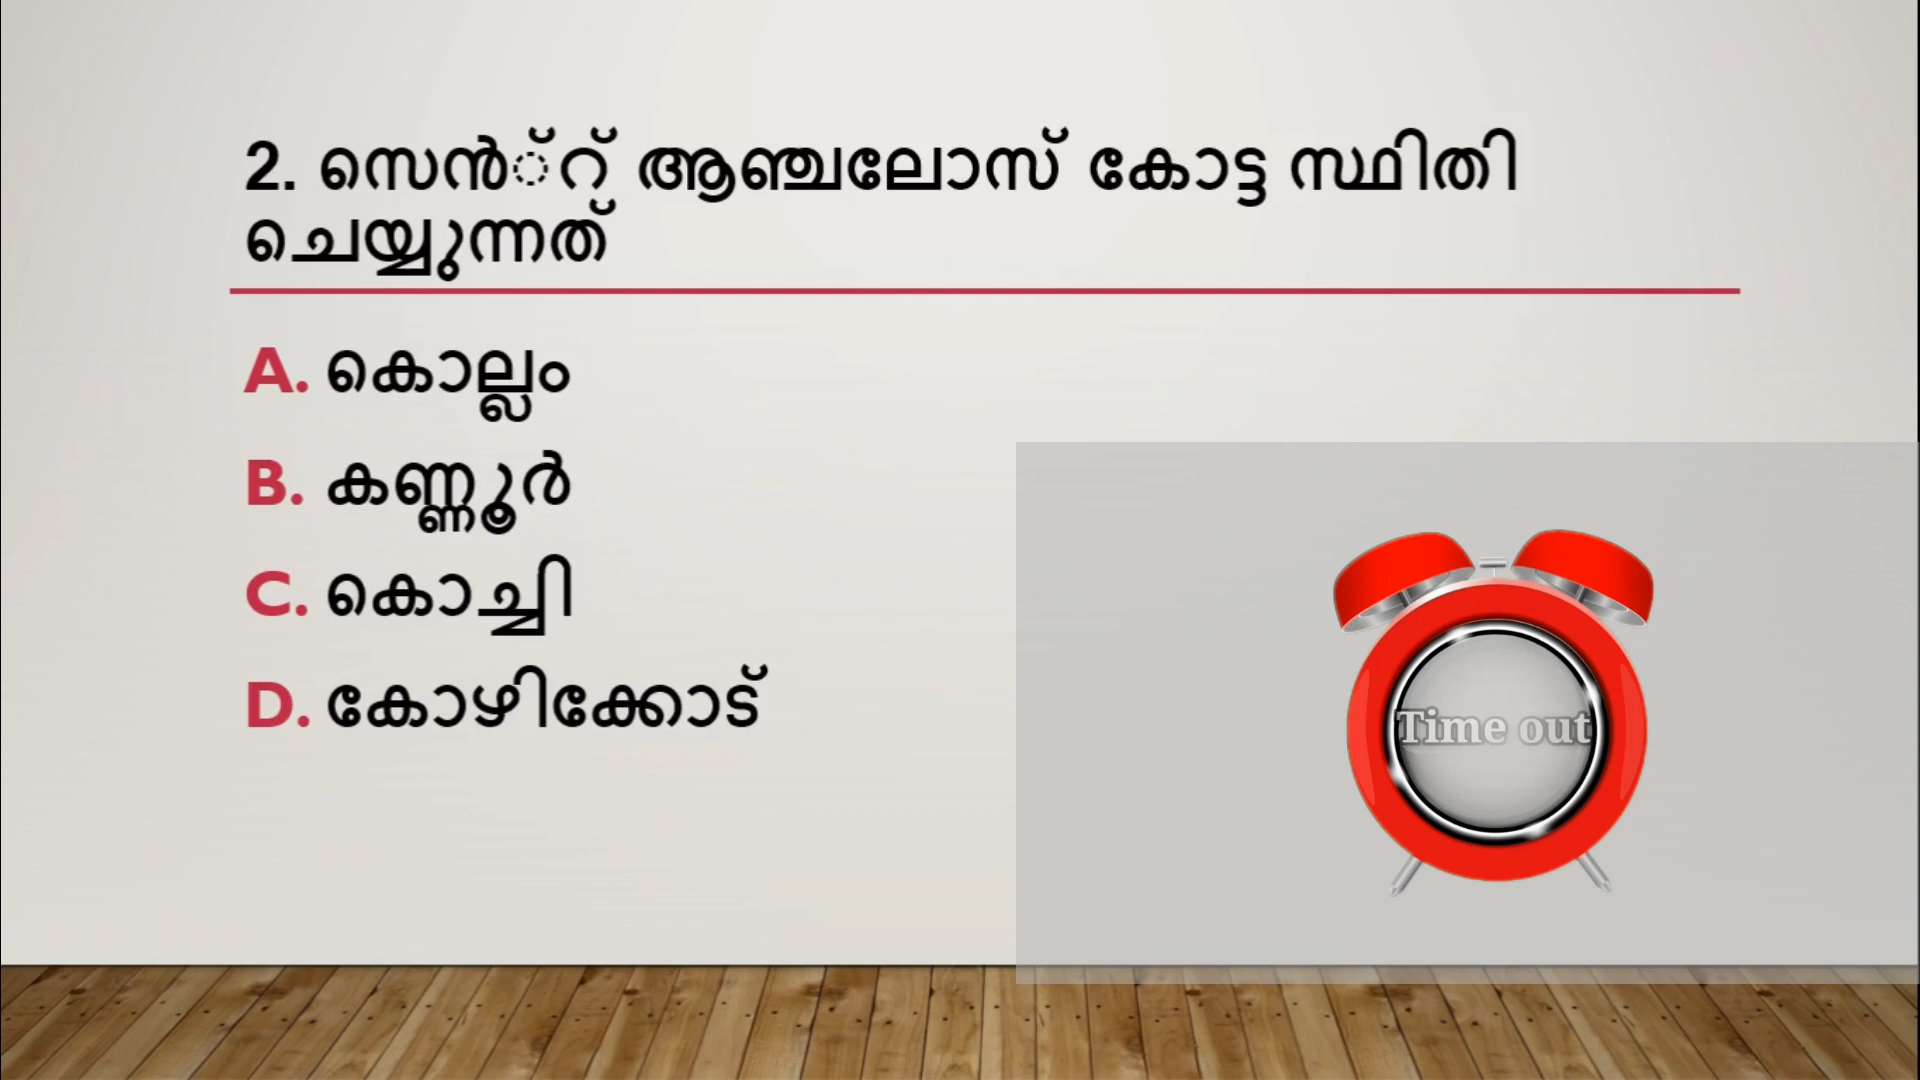 2. സെൻ്റ് ആഞ്ചലോസ് കോട്ട സ്ഥിതി
ചെയ്യുന്നത്
A. കൊല്ലം
B. കണ്ണൂർ
C. കൊച്ചി
D. കോഴിക്കോട്
Time out